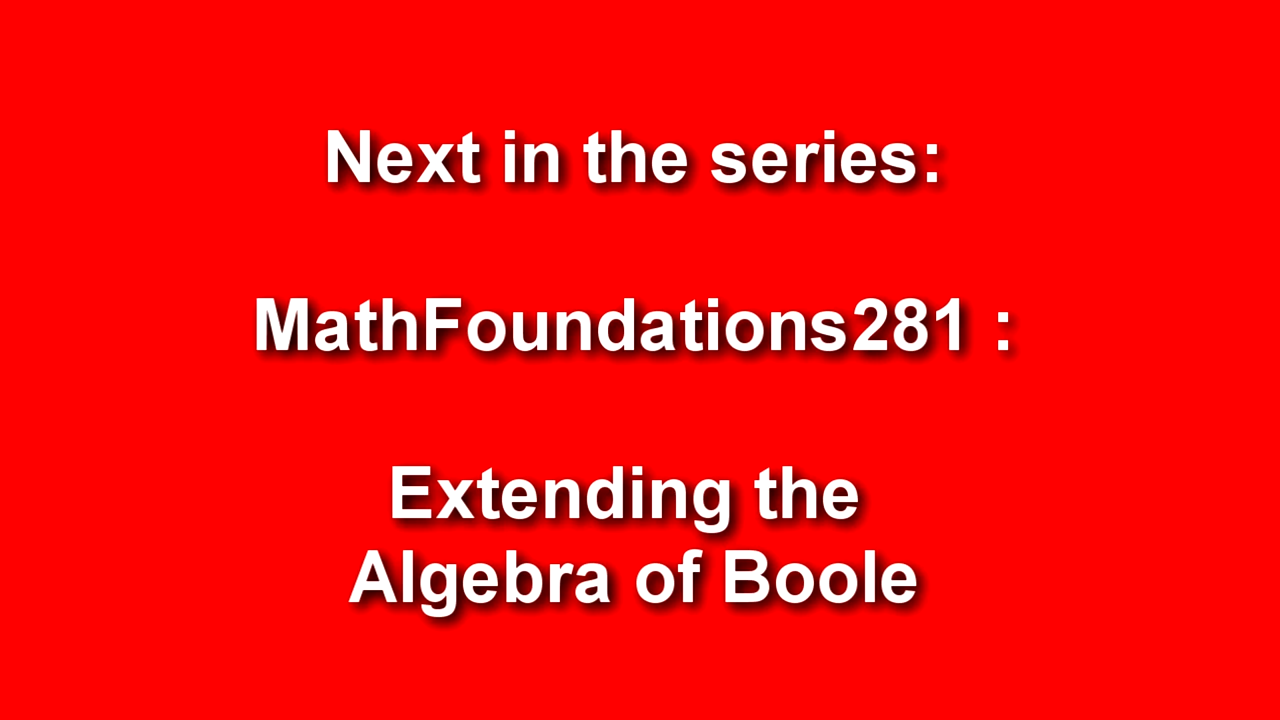 Next in the series:
MathFoundations281 :
Extending the
Algebra of Boole